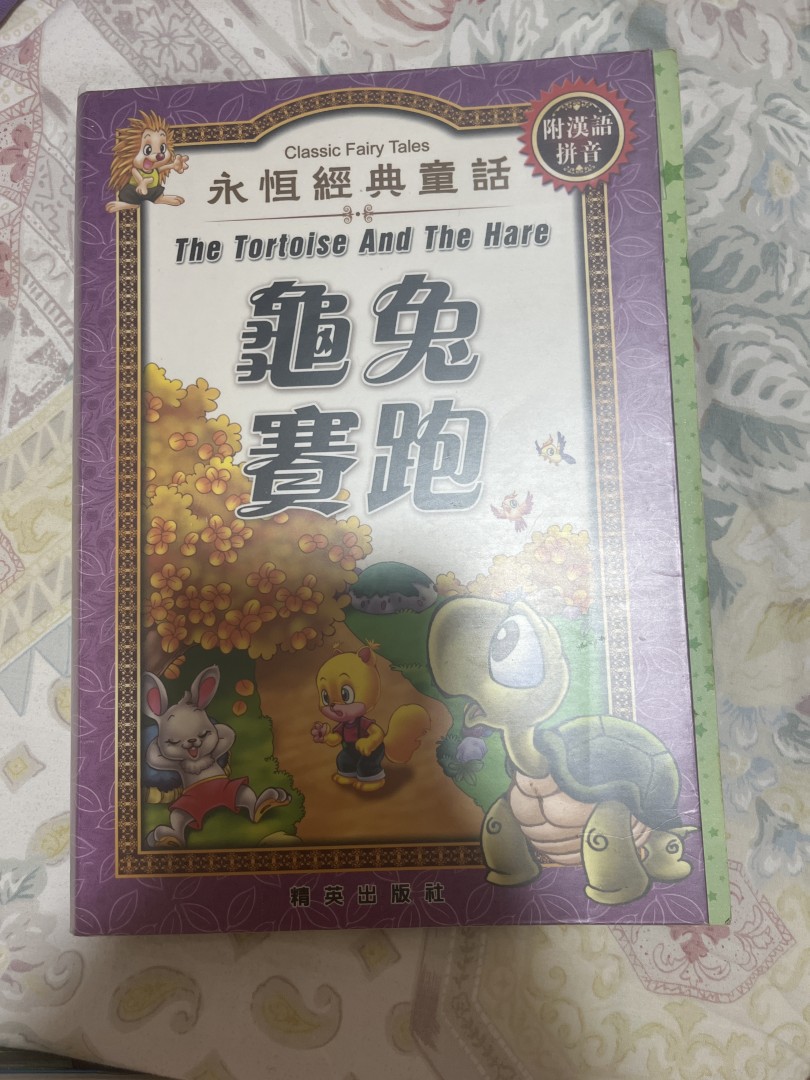 附漢語
拼音
Classic Fairy Tales
永恆經典童話
The Tortoise And The Hare
龜兔
賽跑
精英出版社